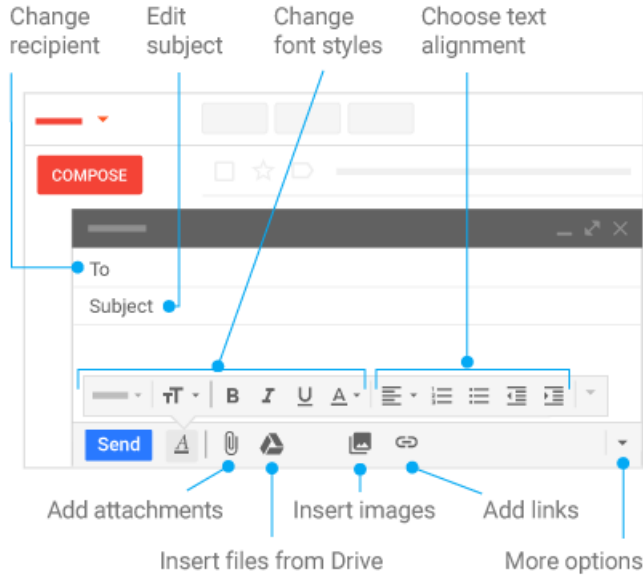 Change
recipient
Edit
subject
Change
font styles
Choose text
alignment
COMPOSE
To
Subject
TT
B I U A
Send A
Add attachments
Insert images
Add links
Insert files from Drive
More options